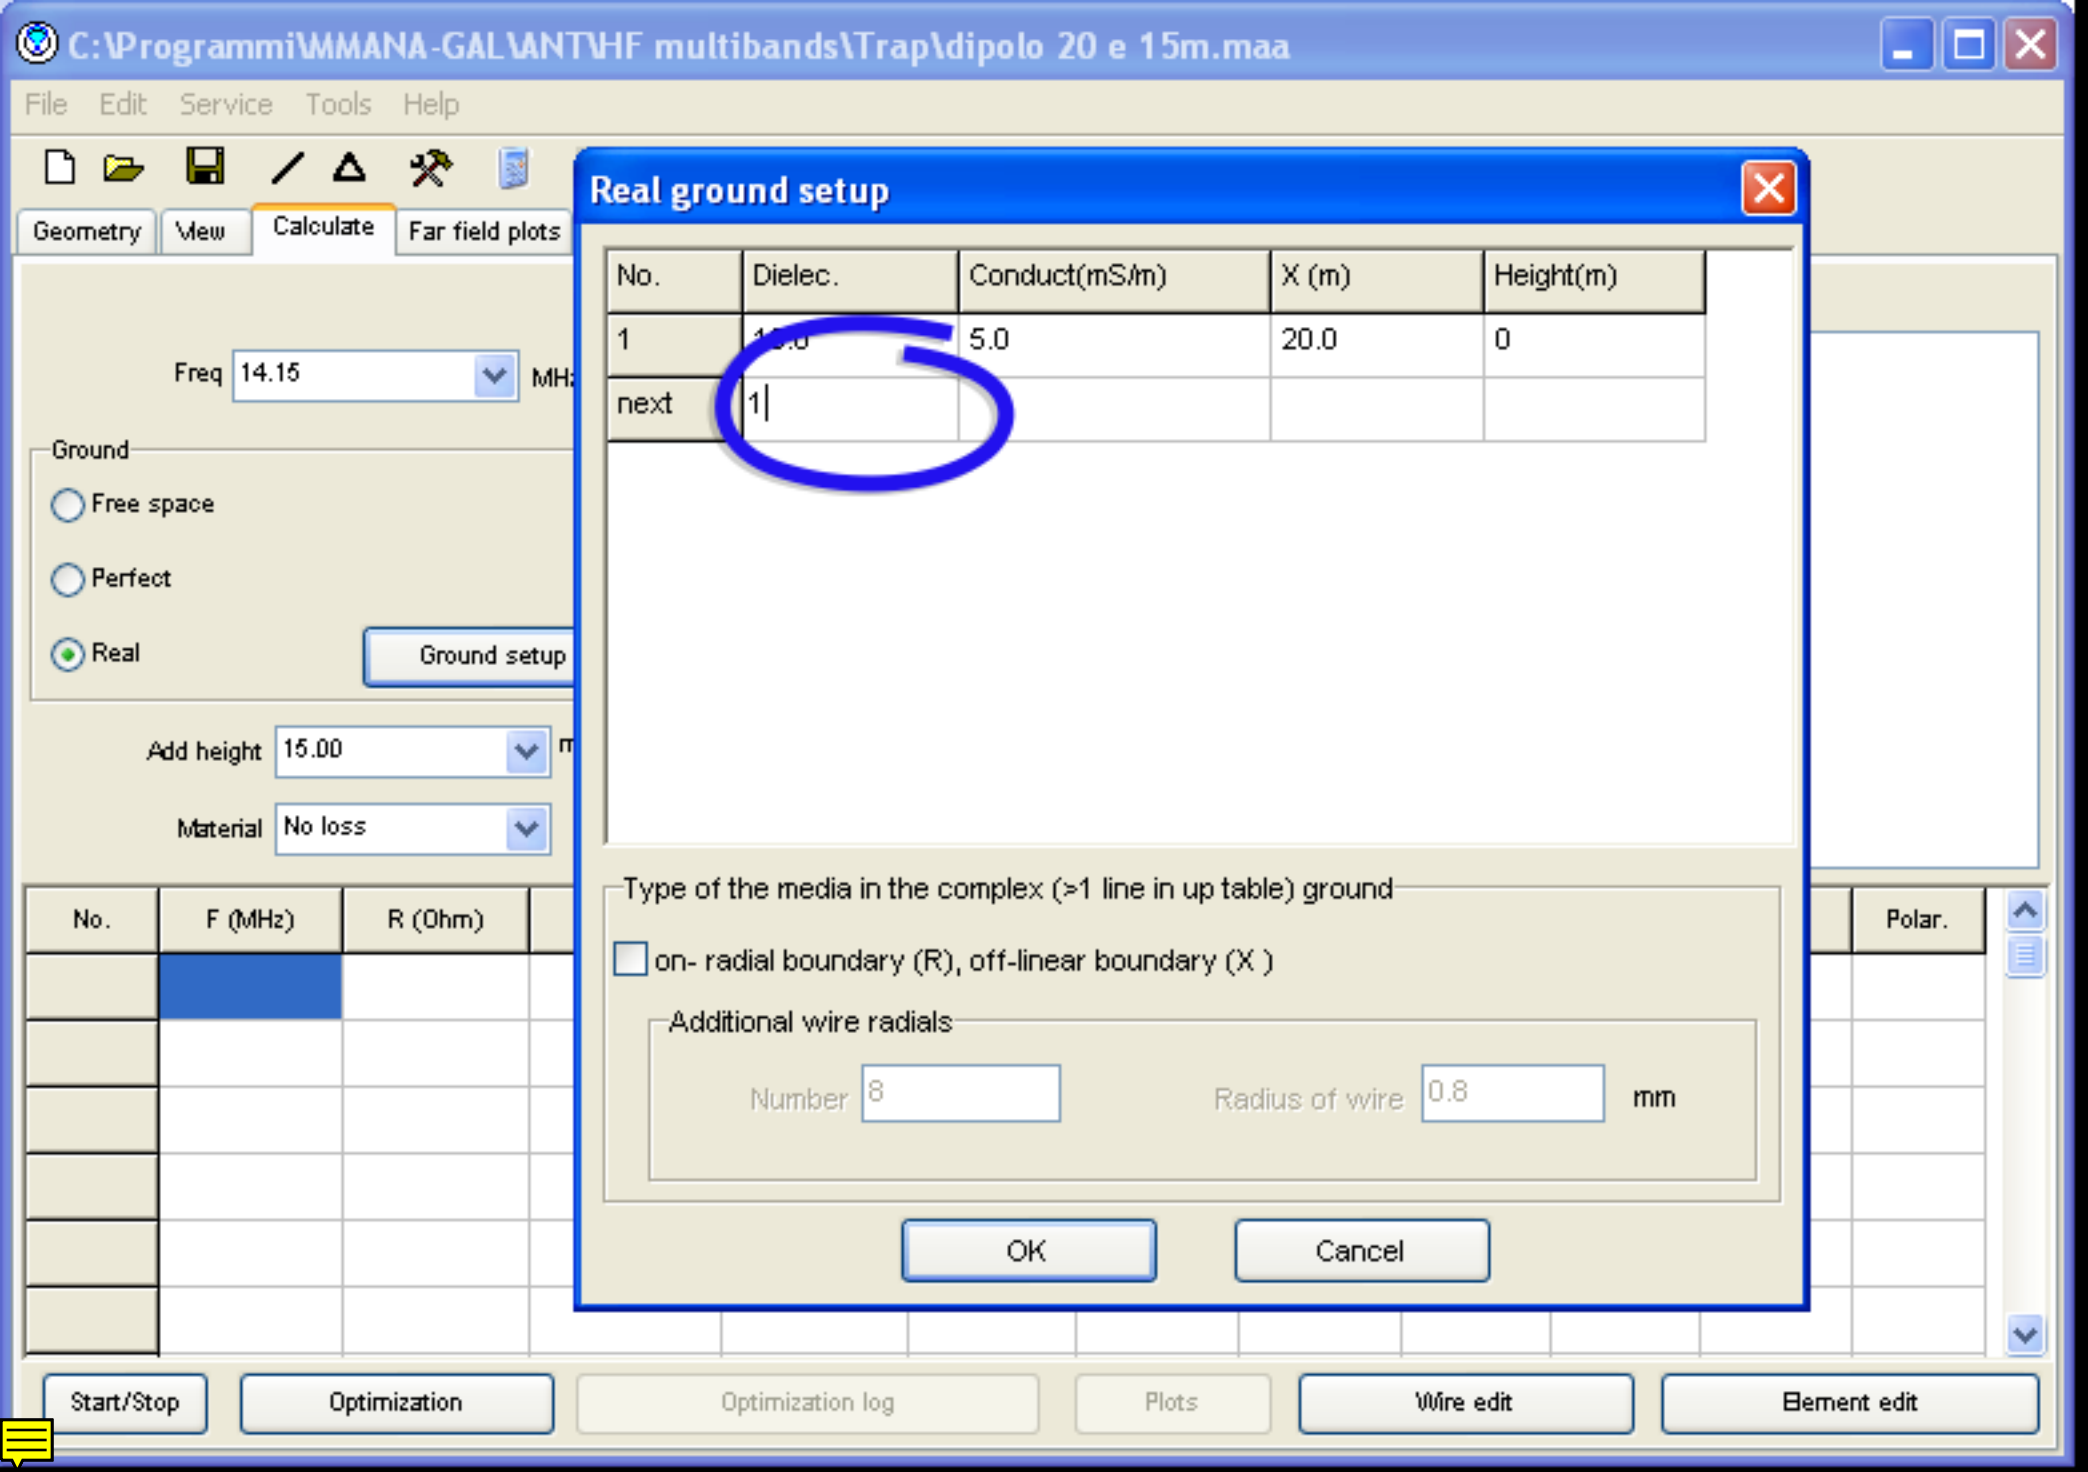 C:\Programmi\MMANA-GAL\ANT\HF multibands\Trap\dipolo 20 e 15m.maa
File Edit Service Tools Help
Geometry View Calculate Far field plots
Freq 14.15
Ground
Free space
Perfect
Real Ground setup
Add height 15.00
Material No loss
No. F (MHz) R (Ohm) Polar.
Real ground setup
No. Dielec. Conduct(mS/m) X (m) Height(m)
1 5.0 20.0 0
next 1
Type of the media in the complex (>1 line in up table) ground
on- radial boundary (R), off-linear boundary (X )
Additional wire radials
Number 8 Radius of wire 0.8 mm
OK Cancel
Start/Stop Optimization Optimization log Plots Wire edit Element edit